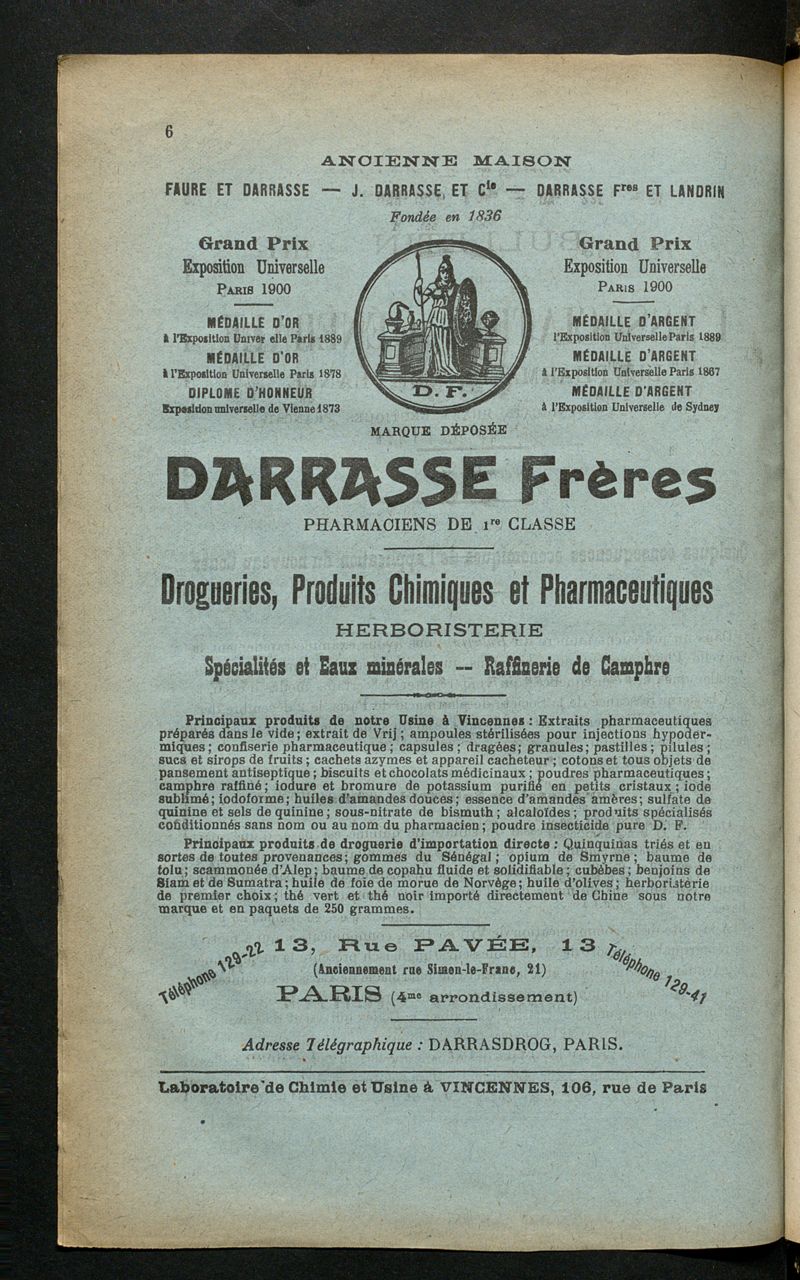 6
ANCIENNE MAISON
FAURE ET DARRASSE — J. DARRASSE, ET Cie — DARRASSE Fres ET LANDRIN
Fondée en 1836
Grand Prix
Exposition Universelle
PARIS 1900
MÉDAILLE D'OR
à l'Exposition Univer elle Paris 1889
MÉDAILLE D'OR
à l'Exposition Universelle Paris 1878
DIPLOME D'HONNEUR
Exposition universelle de Vienne 1873
D. F.
MARQUE DÉPOSÉE
Grand Prix
Exposition Universelle
PARIS 1900
MÉDAILLE D'ARGENT
l'Exposition Universelle Paris 1889
MÉDAILLE D'ARGENT
à l'Exposition Universelle Paris 1867
MÉDAILLE D'ARGENT
à l'Exposition Universelle de Sydney
DARRASSE Frères
PHARMACIENS DE 1re CLASSE
Drogueries, Produits Chimiques et Pharmaceutiques
HERBORISTERIE
Spécialités et Eaux minérales — Raffinerie de Camphre
Principaux produits de notre Usine à Vincennes : Extraits pharmaceutiques
préparés dans le vide ; extrait de Vrij ; ampoules stérilisées pour injections hypoder-
miques ; confiserie pharmaceutique ; capsules ; dragées ; granules ; pastilles ; pilules ;
sucs et sirops de fruits ; cachets azymes et appareil cacheteur ; cotons et tous objets de
pansement antiseptique ; biscuits et chocolats médicinaux ; poudres pharmaceutiques ;
camphre raffiné ; iodure et bromure de potassium purifié en petits cristaux ; iode
sublimé ; iodoforme ; huiles d'amandes douces ; essence d'amandes amères ; sulfate de
quinine et sels de quinine ; sous-nitrate de bismuth ; alcaloïdes ; produits spécialisés
conditionnés sans nom ou au nom du pharmacien ; poudre insecticide pure D. F.
Principaux produits de droguerie d'importation directe : Quinquinas triés et en
sortes de toutes provenances ; gommes du Sénégal ; opium de Smyrne ; baume de
tolu ; scammonée d'Alep ; baume de copahu fluide et solidifiable ; cubèbes ; benjoins de
Siam et de Sumatra ; huile de foie de morue de Norvège ; huile d'olives ; herboristerie
de premier choix ; thé vert et thé noir importé directement de Chine sous notre
marque et en paquets de 250 grammes.
Téléphone 129-22
13, Rue PAVÉE, 13
(Anciennement rue Simon-le-Franc, 21)
PARIS (4me arrondissement)
Téléphone 129-41
Adresse Télégraphique : DARRASDROG, PARIS.
Laboratoire de Chimie et Usine à VINCENNES, 106, rue de Paris